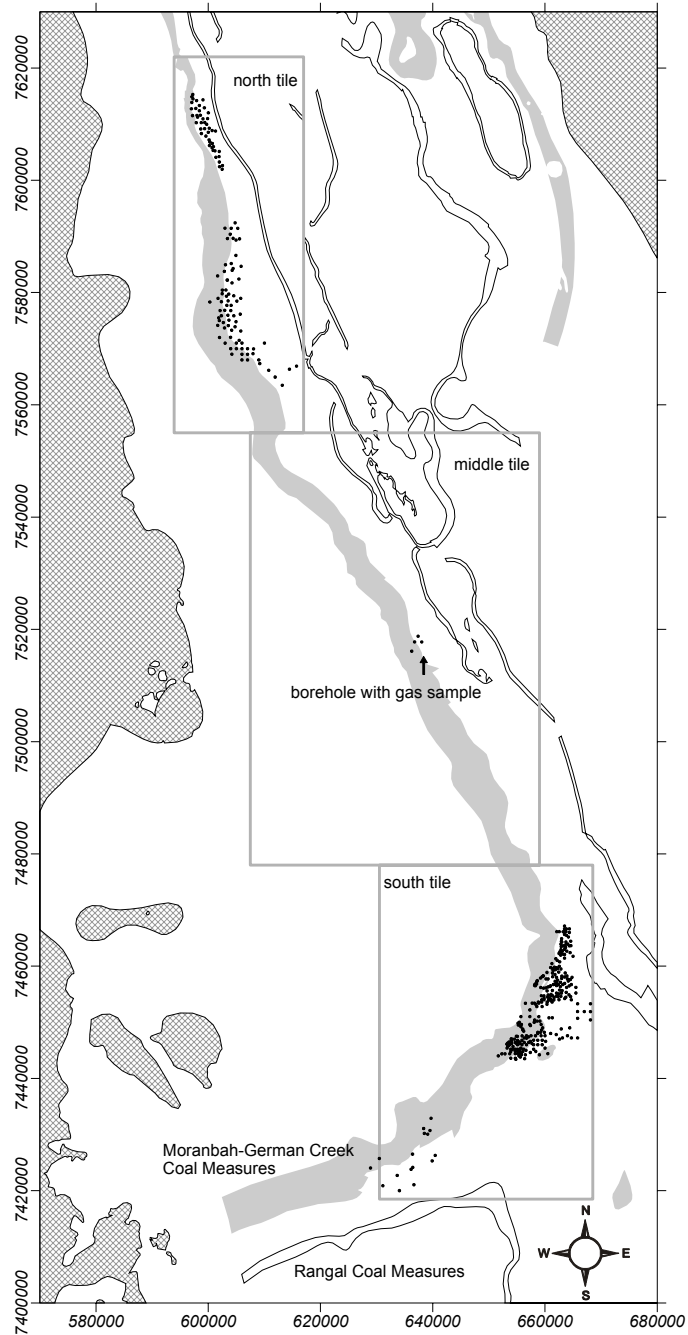 7620000
north tile
7600000
7580000
7560000
middle tile
7540000
7520000
borehole with gas sample
7500000
7480000
south tile
7460000
7440000
Moranbah-German Creek
Coal Measures
7420000
N
W
E
S
Rangal Coal Measures
7400000
580000
600000
620000
640000
660000
680000